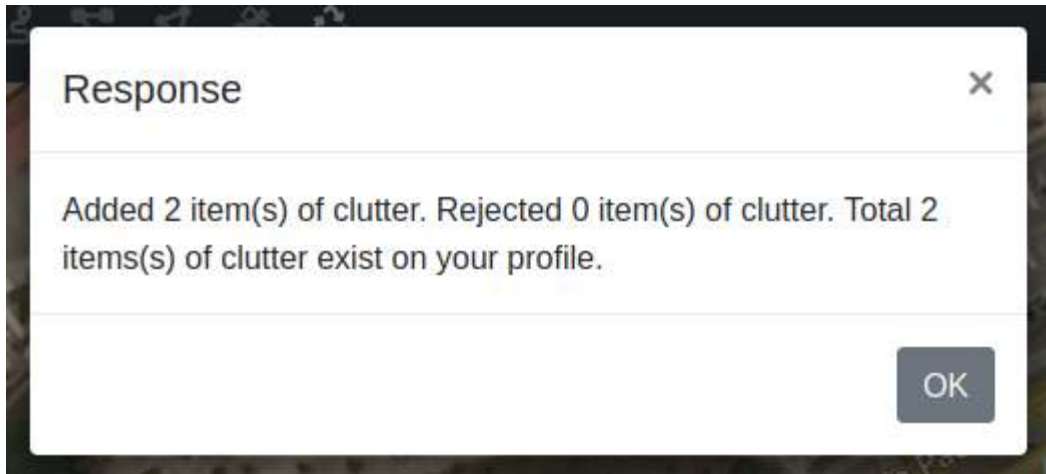 Response
×
Added 2 item(s) of clutter. Rejected 0 item(s) of clutter. Total 2
items(s) of clutter exist on your profile.
OK